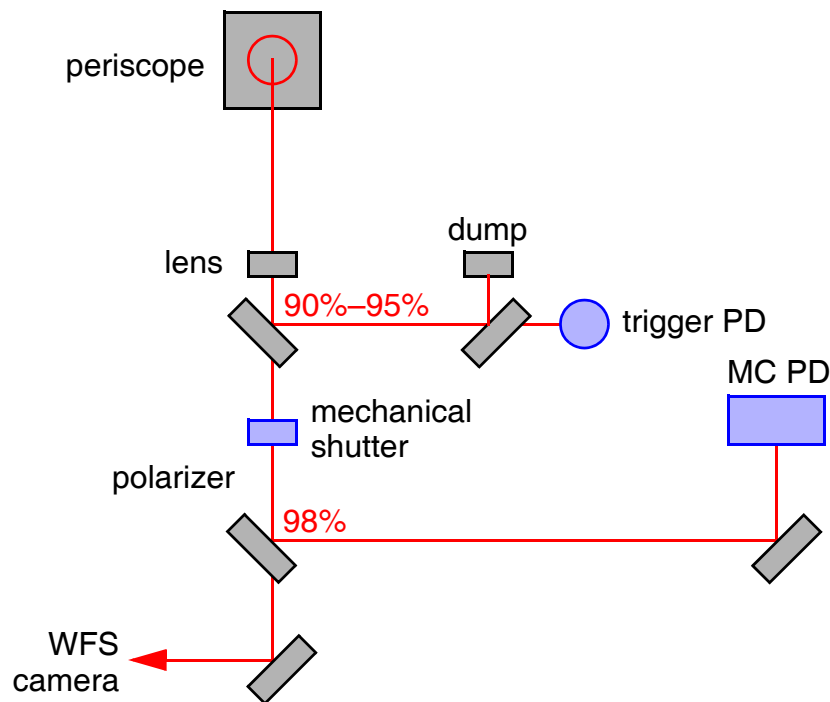 periscope
dump
lens
90%–95%
trigger PD
MC PD
mechanical
shutter
polarizer
98%
WFS
camera